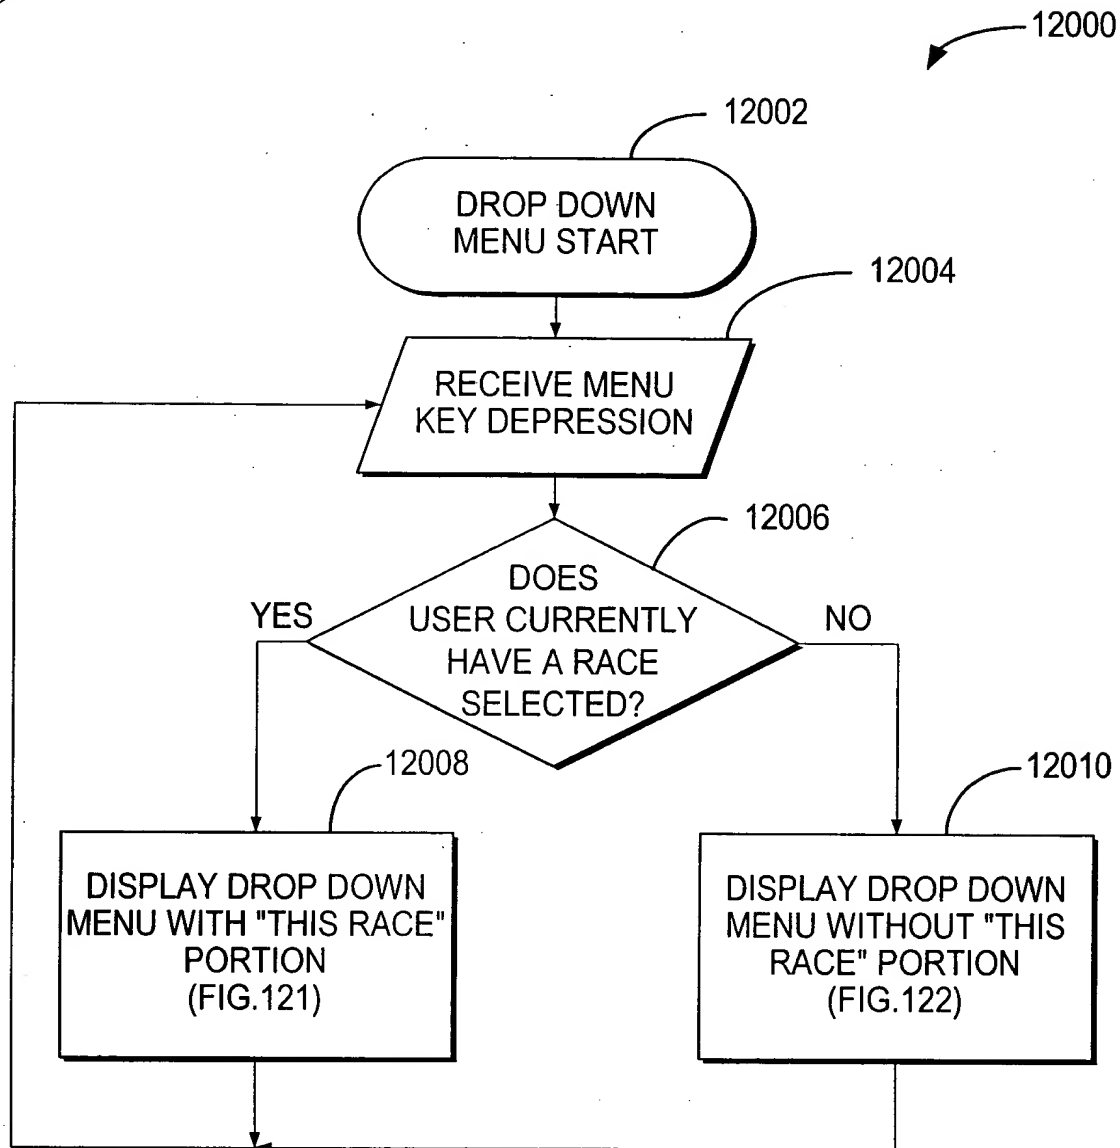 12000
12002
DROP DOWN
MENU START
12004
RECEIVE MENU
KEY DEPRESSION
12006
DOES
USER CURRENTLY
HAVE A RACE
SELECTED?
YES
NO
12008
12010
DISPLAY DROP DOWN
MENU WITH "THIS RACE"
PORTION
(FIG.121)
DISPLAY DROP DOWN
MENU WITHOUT "THIS
RACE" PORTION
(FIG.122)